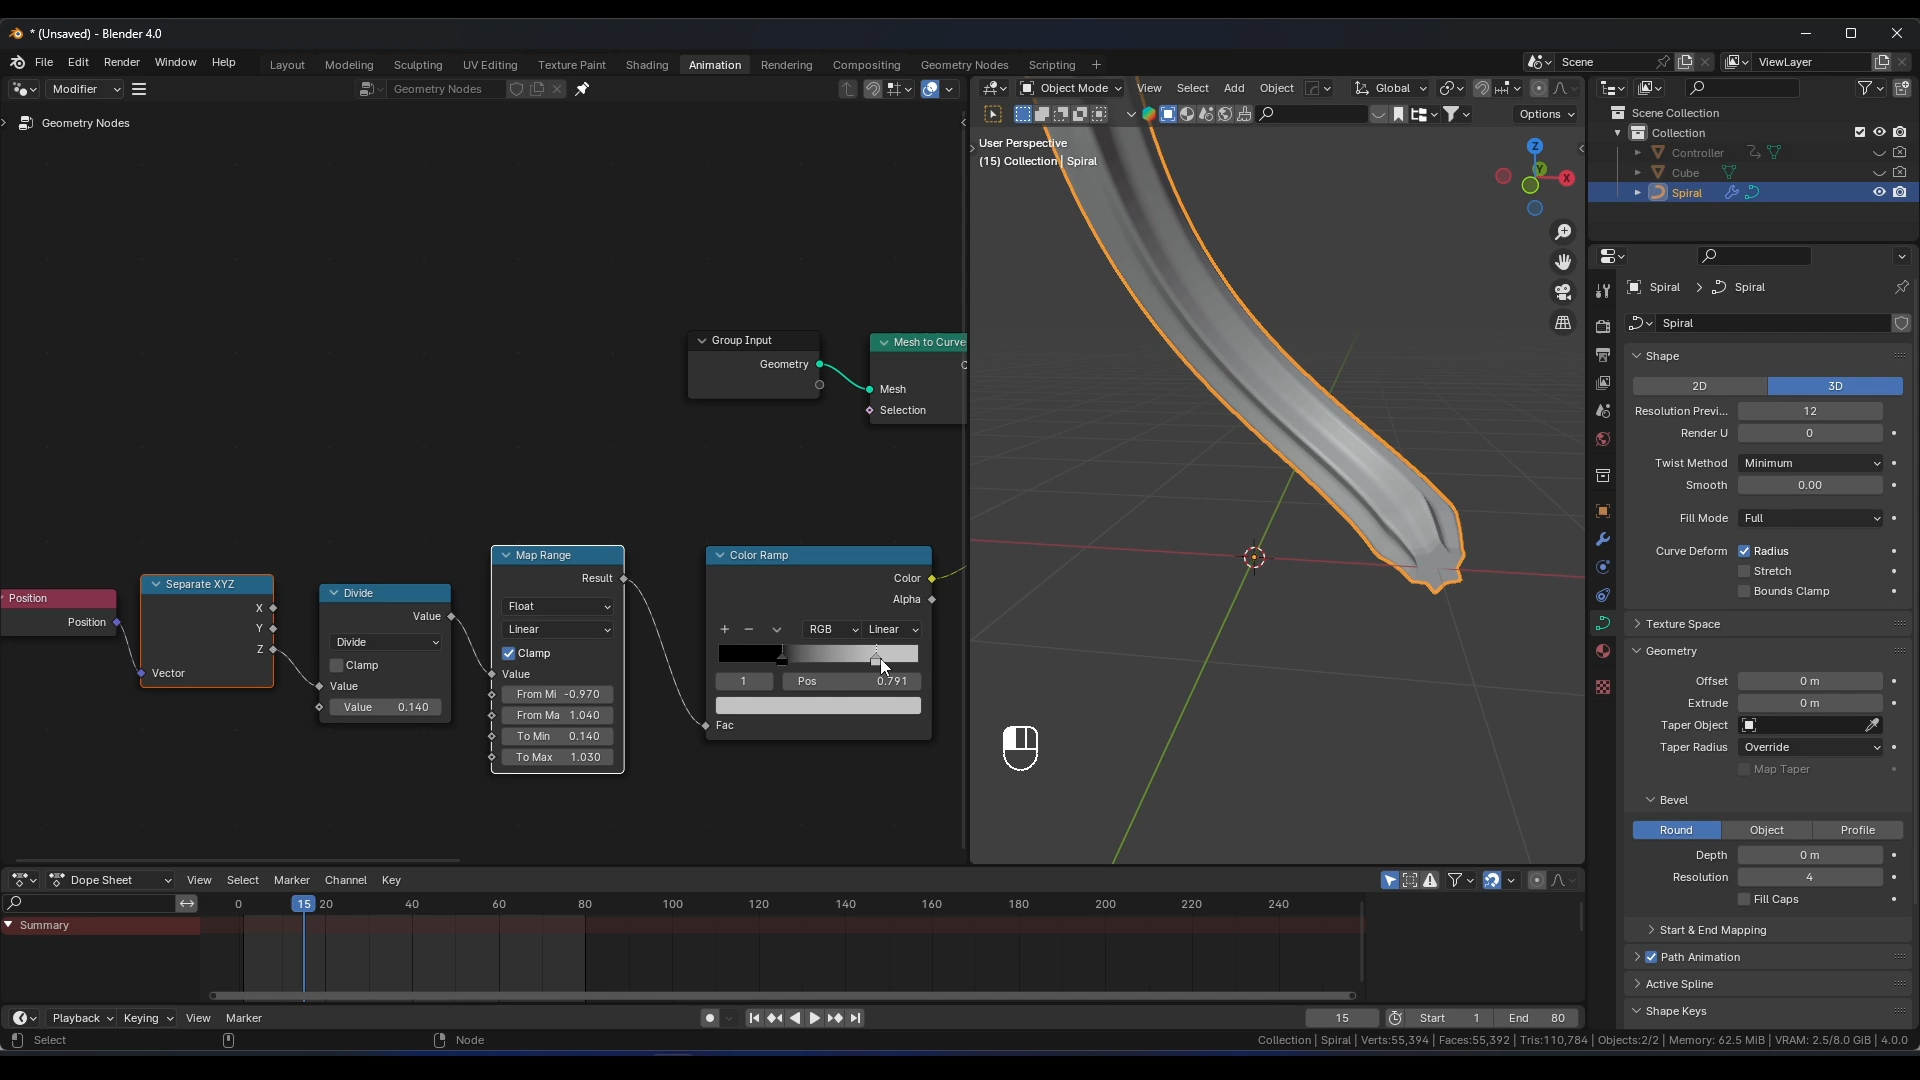 * (Unsaved) - Blender 4.0
File Edit Render Window Help Layout Modeling Sculpting UV Editing Texture Paint Shading Animation Rendering Compositing Geometry Nodes Scripting + Scene ViewLayer
Modifier Geometry Nodes
Object Mode View Select Add Object Global
Options
Geometry Nodes
User Perspective
(15) Collection | Spiral
Z
Y
X
Scene Collection
Collection
Controller
Cube
Spiral
Spiral > Spiral
Spiral
Group Input
Geometry
Mesh to Curve
Mesh
Selection
Position
Position
Separate XYZ
X
Y
Z
Vector
Divide
Value
Divide
Clamp
Value
Value 0.140
Map Range
Result
Float
Linear
Clamp
Value
From Mi -0.970
From Ma 1.040
To Min 0.140
To Max 1.030
Color Ramp
Color
Alpha
RGB Linear
1 Pos 0.791
Fac
Shape
2D 3D
Resolution Previ... 12
Render U 0
Twist Method Minimum
Smooth 0.00
Fill Mode Full
Curve Deform Radius
Stretch
Bounds Clamp
Texture Space
Geometry
Offset 0 m
Extrude 0 m
Taper Object
Taper Radius Override
Map Taper
Bevel
Round Object Profile
Depth 0 m
Resolution 4
Fill Caps
Start & End Mapping
Path Animation
Active Spline
Shape Keys
Dope Sheet View Select Marker Channel Key
0 15 20 40 60 80 100 120 140 160 180 200 220 240
Summary
Playback Keying View Marker
15 Start 1 End 80
Select Node
Collection | Spiral | Verts:55,394 | Faces:55,392 | Tris:110,784 | Objects:2/2 | Memory: 62.5 MiB | VRAM: 2.5/8.0 GiB | 4.0.0